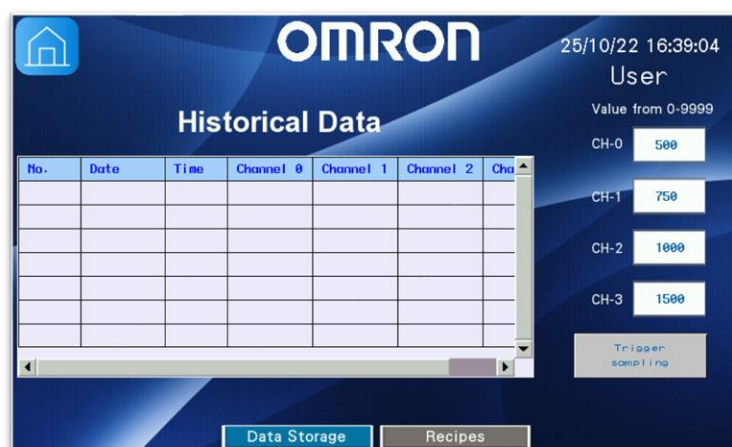 OMRON
25/10/22 16:39:04
User
Historical Data
Value from 0-9999
No. Date Time Channel 0 Channel 1 Channel 2 Cha
CH-0 500
CH-1 750
CH-2 1000
CH-3 1500
Trigger
sampling
Data Storage Recipes